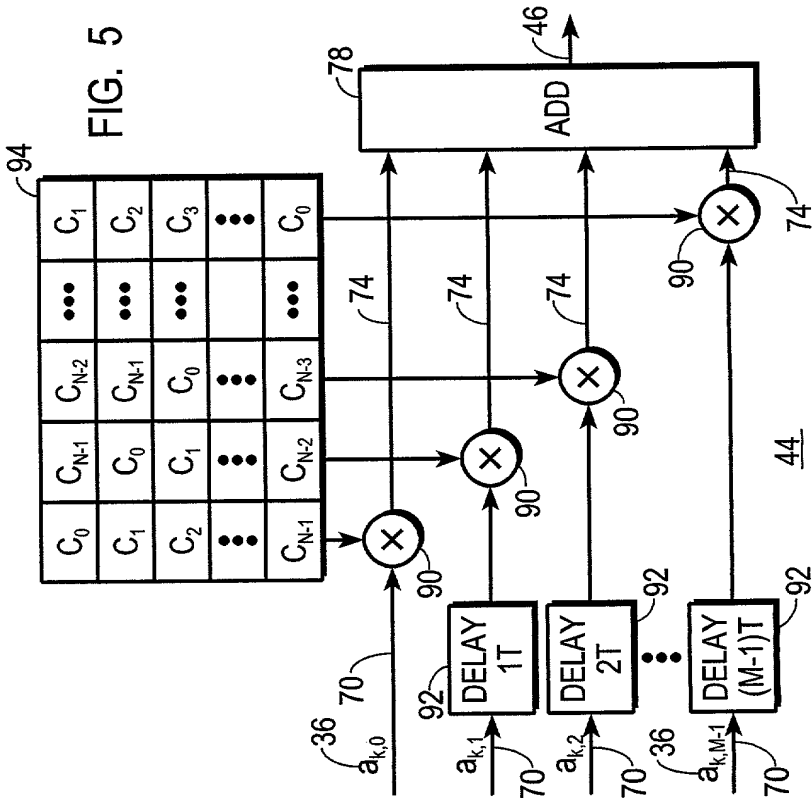 FIG. 5
94
C0 CN-1 CN-2 ••• C1
C1 C0 CN-1 ••• C2
C2 C1 C0 ••• C3
••• ••• ••• •••
CN-1 CN-2 CN-3 ••• C0
78
36
ak,0
70
90
74
ADD
46
92
ak,1
70
DELAY
1T
90
74
ak,2
70
DELAY
2T
92
90
74
•••
36
ak,M-1
70
DELAY
(M-1)T
92
90
74
44